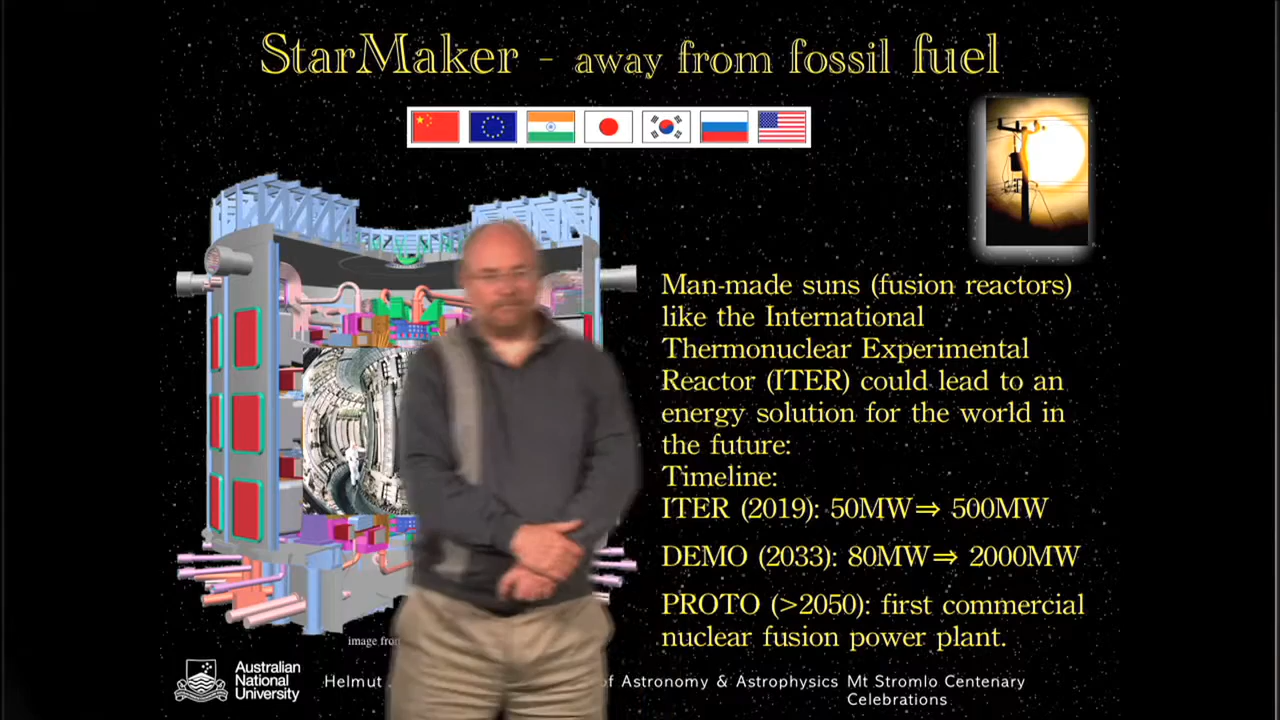 StarMaker - away from fossil fuel
Man-made suns (fusion reactors)
like the International
Thermonuclear Experimental
Reactor (ITER) could lead to an
energy solution for the world in
the future:
Timeline:
ITER (2019): 50MW⇒ 500MW
DEMO (2033): 80MW⇒ 2000MW
PROTO (>2050): first commercial
nuclear fusion power plant.
image from
Australian
National
University
Helmut
of Astronomy & Astrophysics Mt Stromlo Centenary
Celebrations